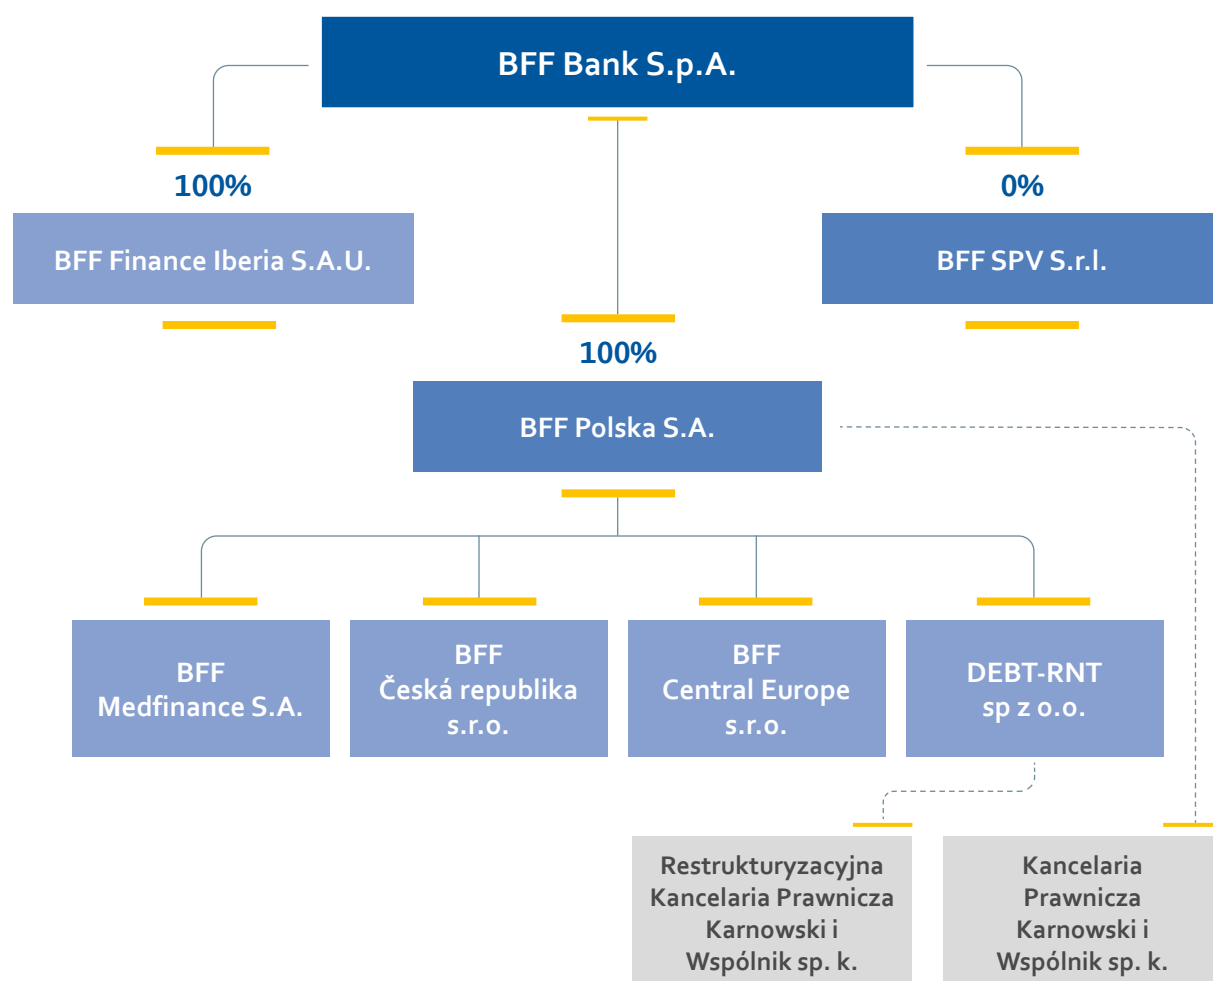 BFF Bank S.p.A.
100%
0%
BFF Finance Iberia S.A.U.
BFF SPV S.r.l.
100%
BFF Polska S.A.
BFF
Medfinance S.A.
BFF
Česká republika
s.r.o.
BFF
Central Europe
s.r.o.
DEBT-RNT
sp z o.o.
Restrukturyzacyjna
Kancelaria Prawnicza
Karnowski i
Wspólnik sp. k.
Kancelaria
Prawnicza
Karnowski i
Wspólnik sp. k.